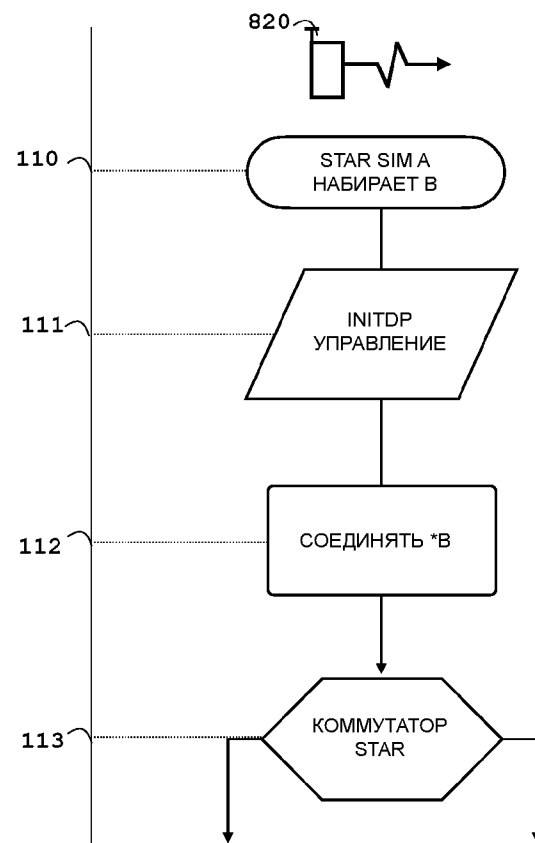 820
110
STAR SIM A
НАБИРАЕТ В
111
INITDP
УПРАВЛЕНИЕ
112
СОЕДИНЯТЬ *В
113
КОММУТАТОР
STAR